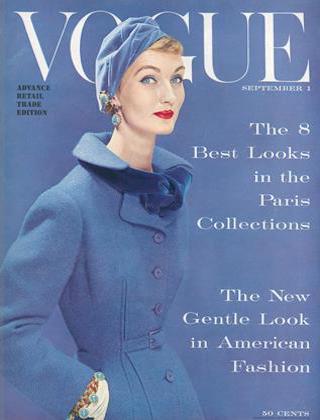 VOGUE
ADVANCE
RETAIL
TRADE
EDITION
SEPTEMBER 1
The 8
Best Looks
in the
Paris
Collections
The New
Gentle Look
in American
Fashion
50 CENTS